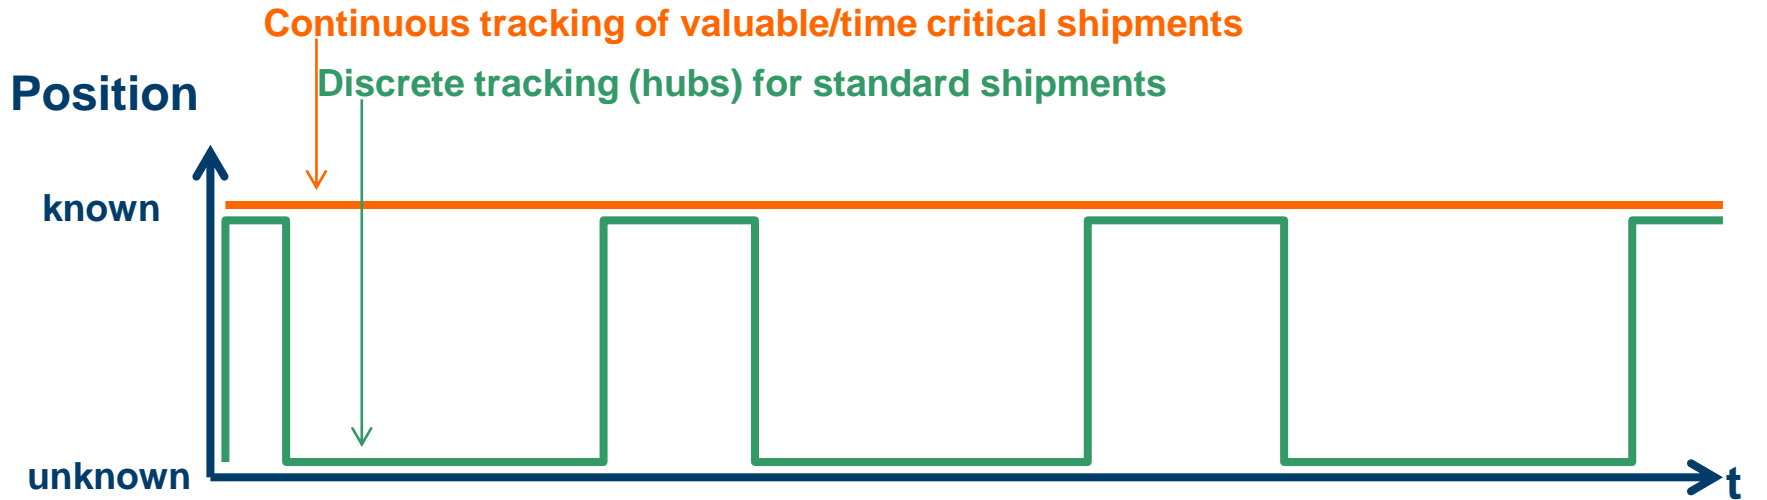 Continuous tracking of valuable/time critical shipments
Discrete tracking (hubs) for standard shipments
Position
known
unknown
t